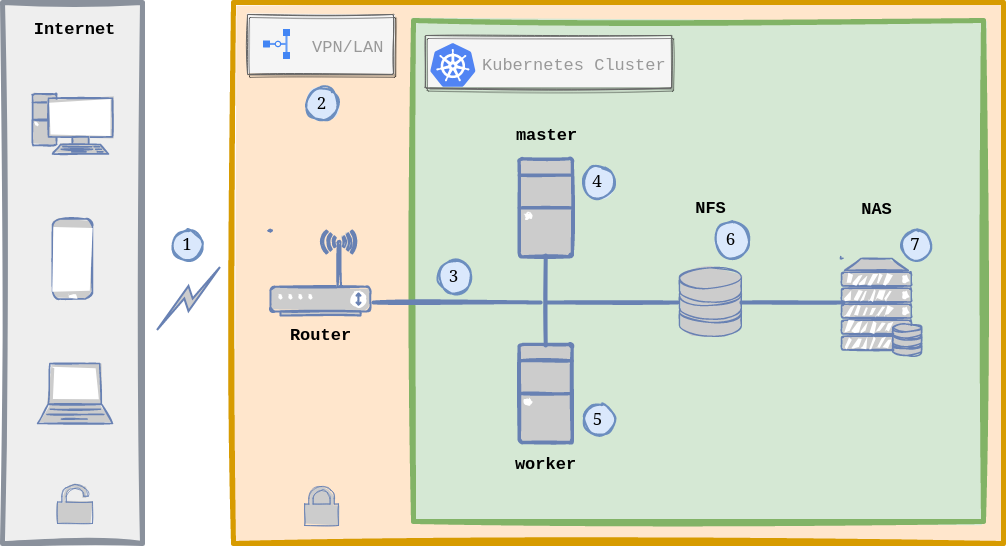 Internet
VPN/LAN
Kubernetes Cluster
2
master
4
NFS
NAS
1
6
7
3
Router
5
worker